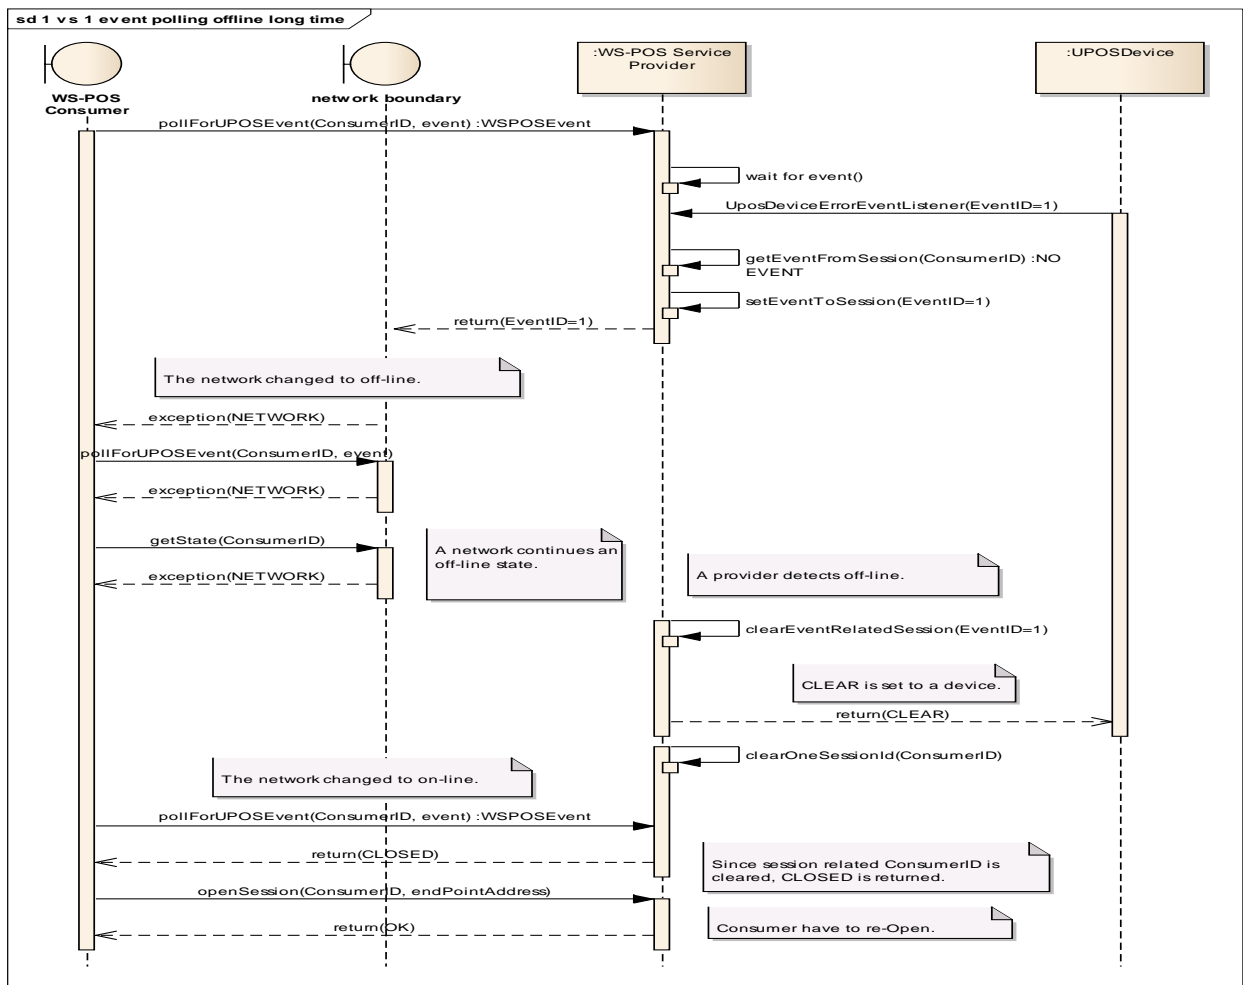 sd 1 vs 1 event polling offline long time
:WS-POS Service
Provider
:UPOSDevice
WS-POS
Consumer
network boundary
pollForUPOSEvent(ConsumerID, event) :WSPOSEvent
wait for event()
UposDeviceErrorEventListener(EventID=1)
getEventFromSession(ConsumerID) :NO
EVENT
setEventToSession(EventID=1)
return(EventID=1)
The network changed to off-line.
exception(NETWORK)
pollForUPOSEvent(ConsumerID, event)
exception(NETWORK)
getState(ConsumerID)
A network continues an
off-line state.
exception(NETWORK)
A provider detects off-line.
clearEventRelatedSession(EventID=1)
CLEAR is set to a device.
return(CLEAR)
clearOneSessionId(ConsumerID)
The network changed to on-line.
pollForUPOSEvent(ConsumerID, event) :WSPOSEvent
return(CLOSED)
Since session related ConsumerID is
cleared, CLOSED is returned.
openSession(ConsumerID, endPointAddress)
return(OK)
Consumer have to re-Open.